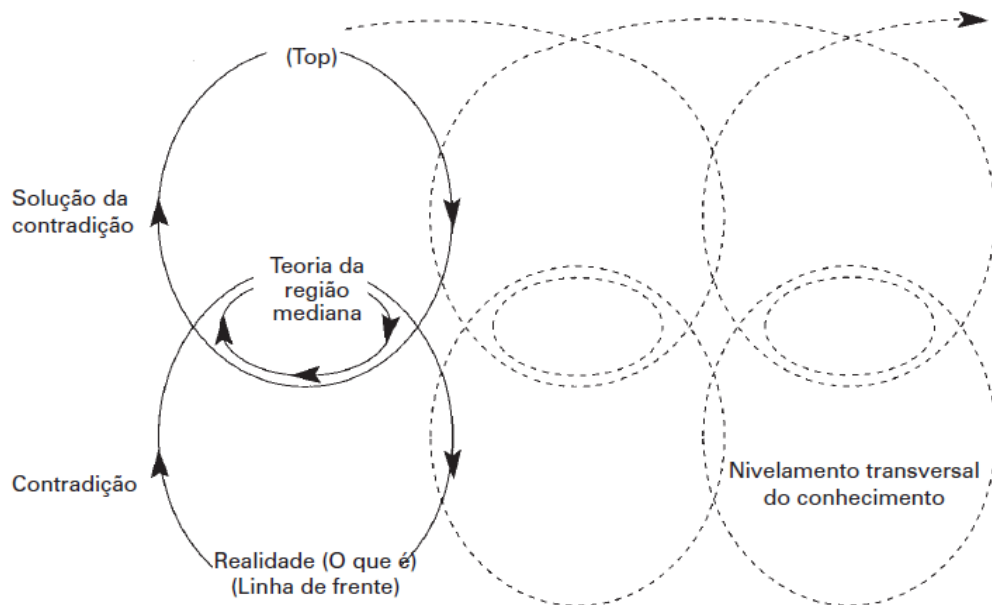 (Top)
Solução da
contradição
Teoria da
região
mediana
Contradição
Nivelamento transversal
do conhecimento
Realidade (O que é)
(Linha de frente)